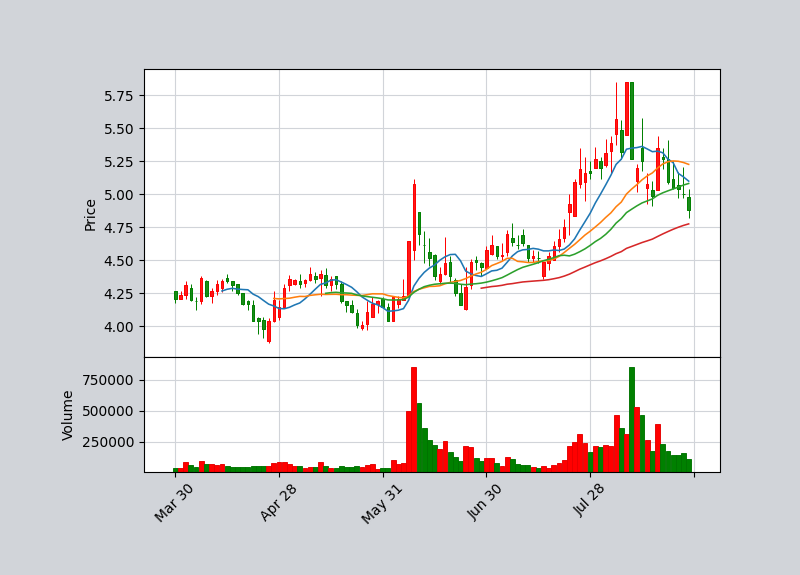 5.75
5.50
5.25
5.00
4.75
4.50
4.25
4.00
Price
750000
500000
250000
Volume
Mar 30
Apr 28
May 31
Jun 30
Jul 28